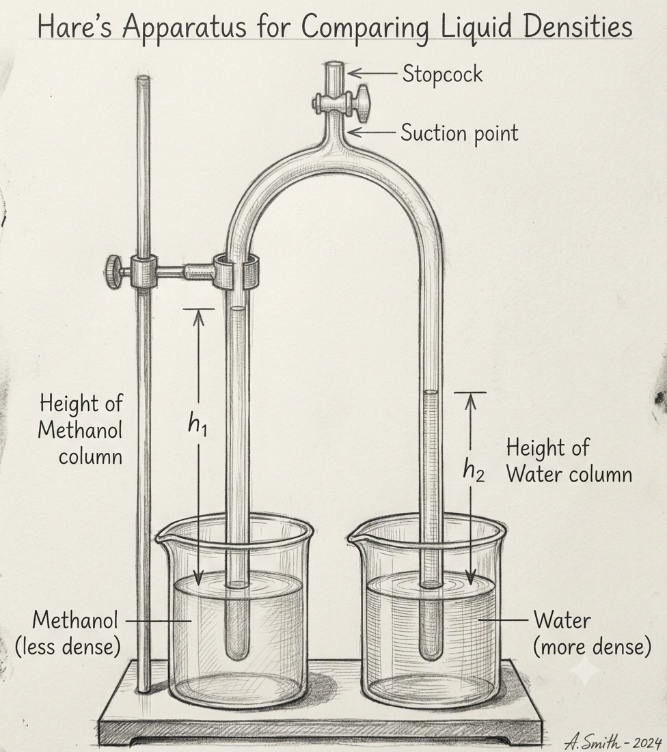 Hare's Apparatus for Comparing Liquid Densities
Stopcock
Suction point
Height of
Methanol
column
h₁
h₂
Height of
Water column
Methanol
(less dense)
Water
(more dense)
A. Smith - 2024